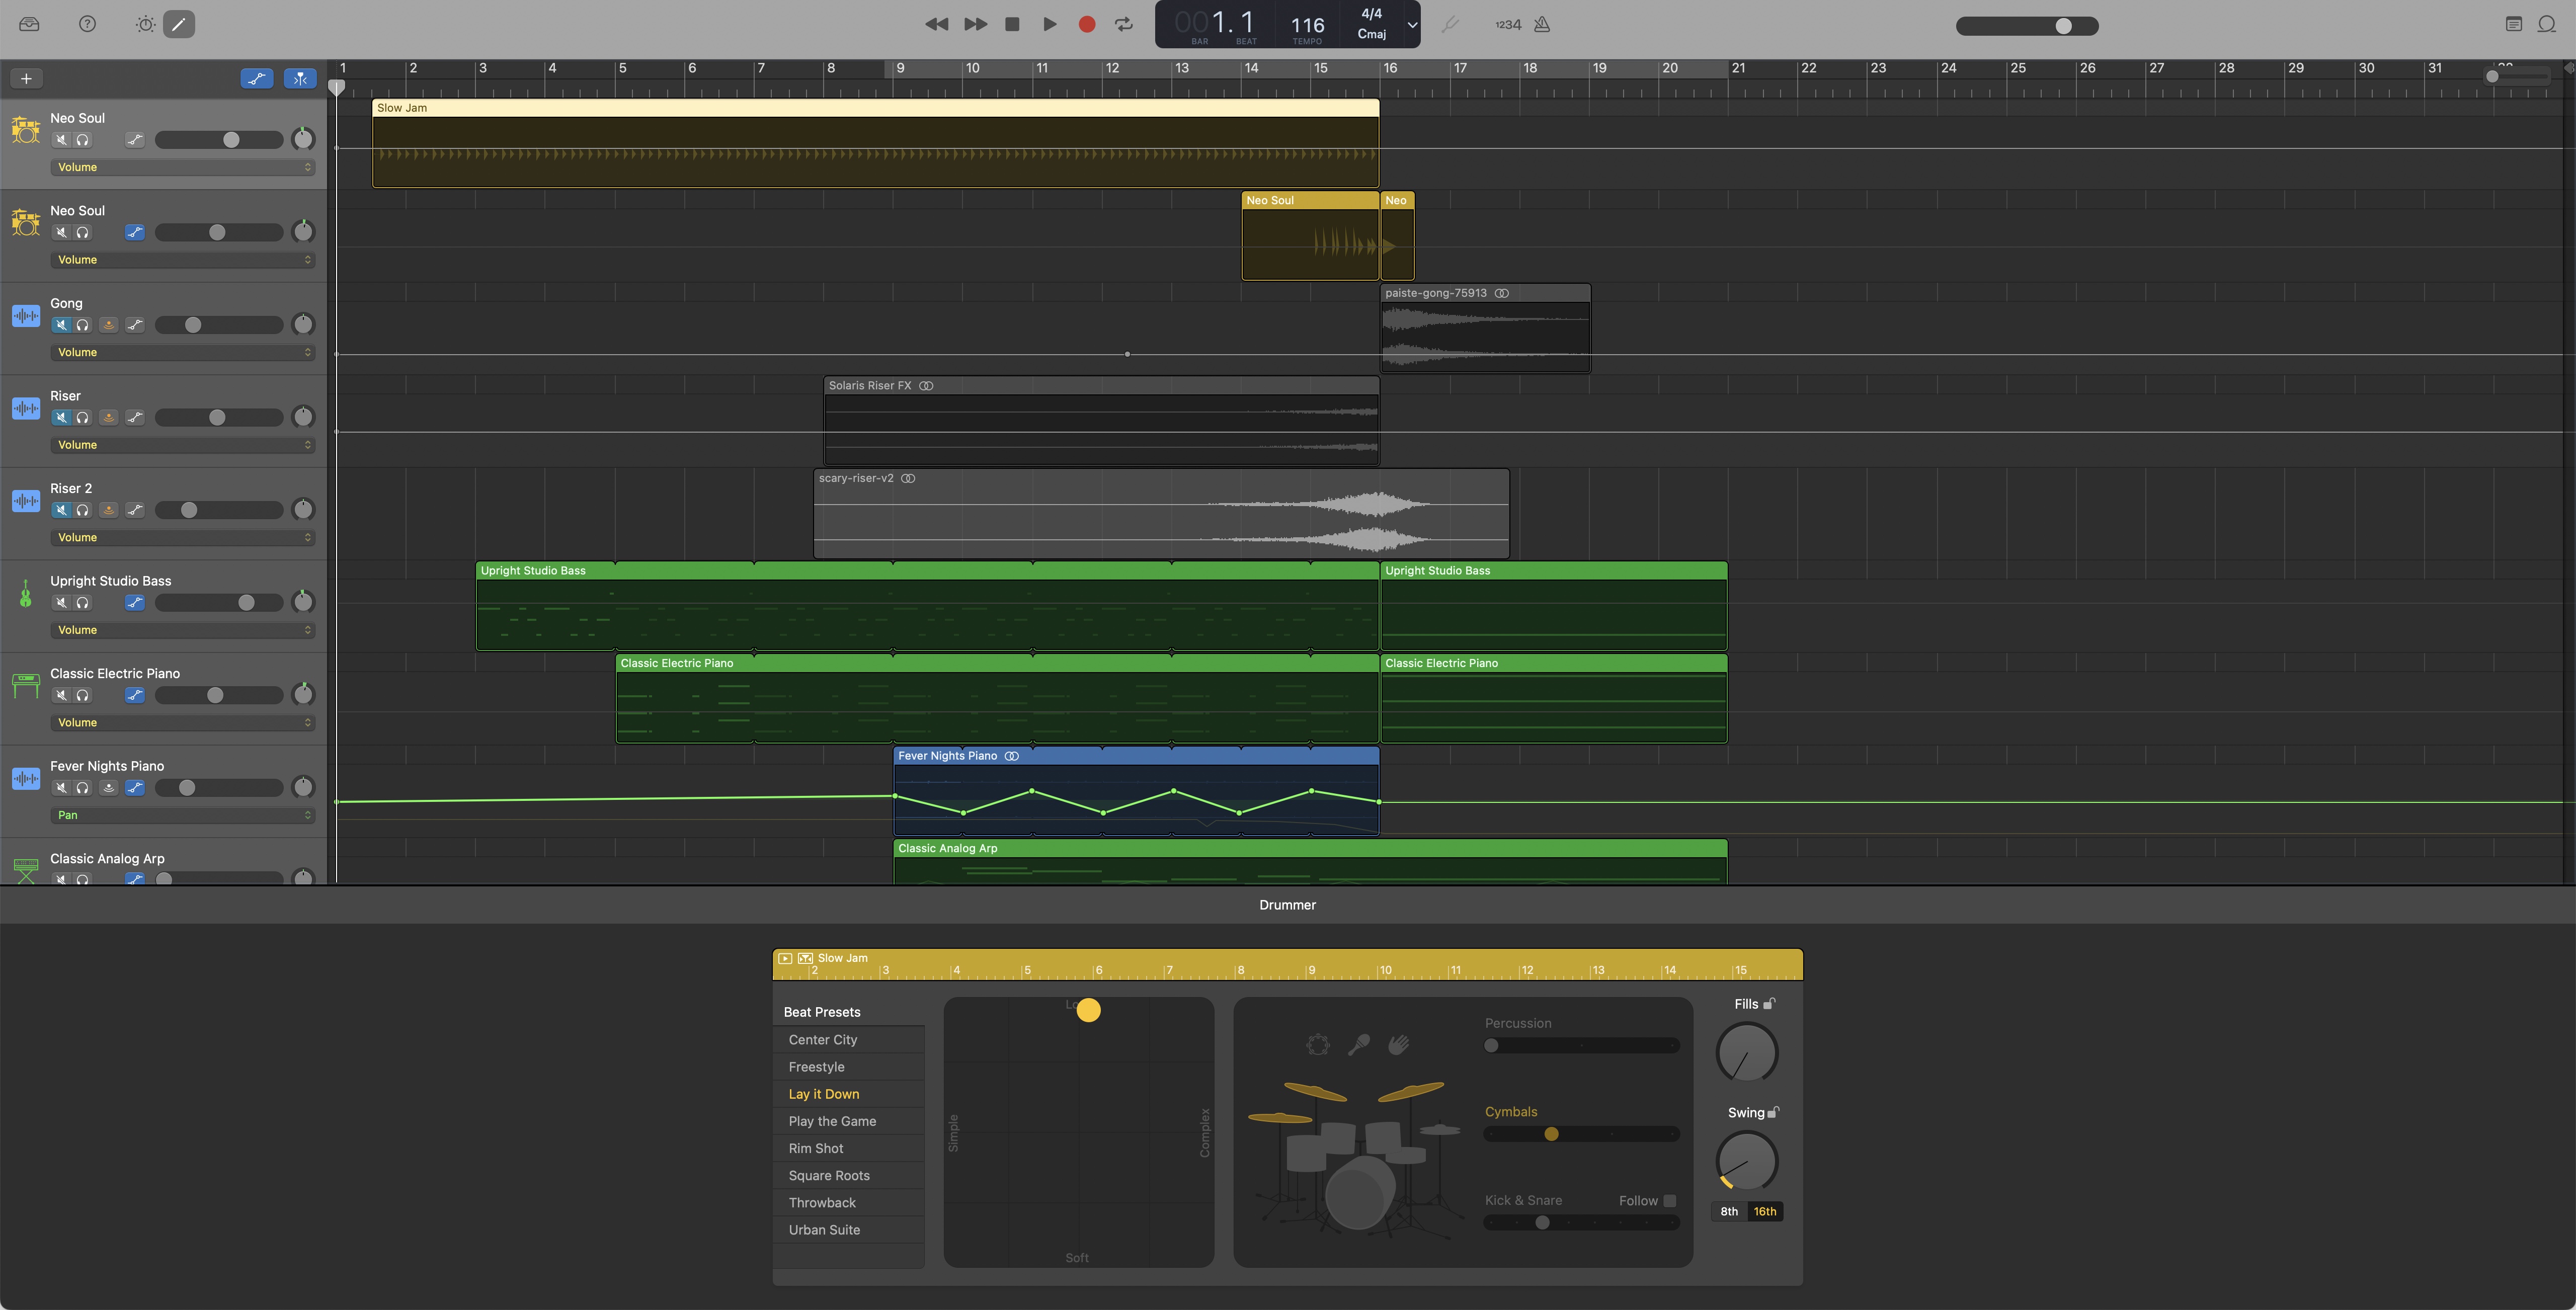 001.1
BAR
BEAT
116
TEMPO
4/4
Cmaj
1234
1 2 3 4 5 6 7 8 9 10 11 12 13 14 15 16 17 18 19 20 21 22 23 24 25 26 27 28 29 30 31
Neo Soul
Volume
Slow Jam
Neo Soul
Volume
Neo Soul
Neo
Gong
Volume
paiste-gong-75913
Riser
Volume
Solaris Riser FX
Riser 2
Volume
scary-riser-v2
Upright Studio Bass
Volume
Upright Studio Bass
Upright Studio Bass
Classic Electric Piano
Volume
Classic Electric Piano
Classic Electric Piano
Fever Nights Piano
Pan
Fever Nights Piano
Classic Analog Arp
Classic Analog Arp
Drummer
Slow Jam
2 3 4 5 6 7 8 9 10 11 12 13 14 15
Beat Presets
Center City
Freestyle
Lay it Down
Play the Game
Rim Shot
Square Roots
Throwback
Urban Suite
Simple
Complex
Soft
Percussion
Cymbals
Kick & Snare
Follow
Fills
Swing
8th
16th